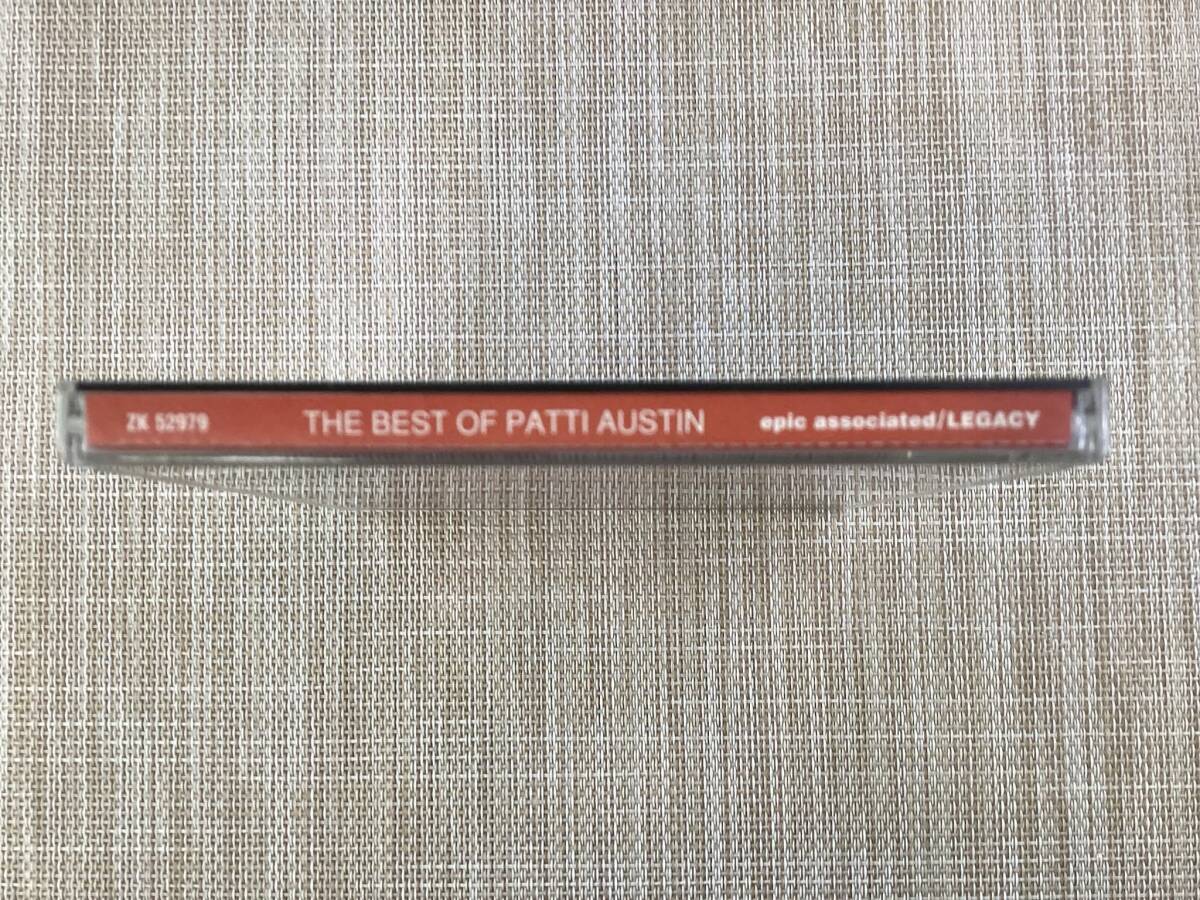 ZK 52979 THE BEST OF PATTI AUSTIN epic associated/LEGACY